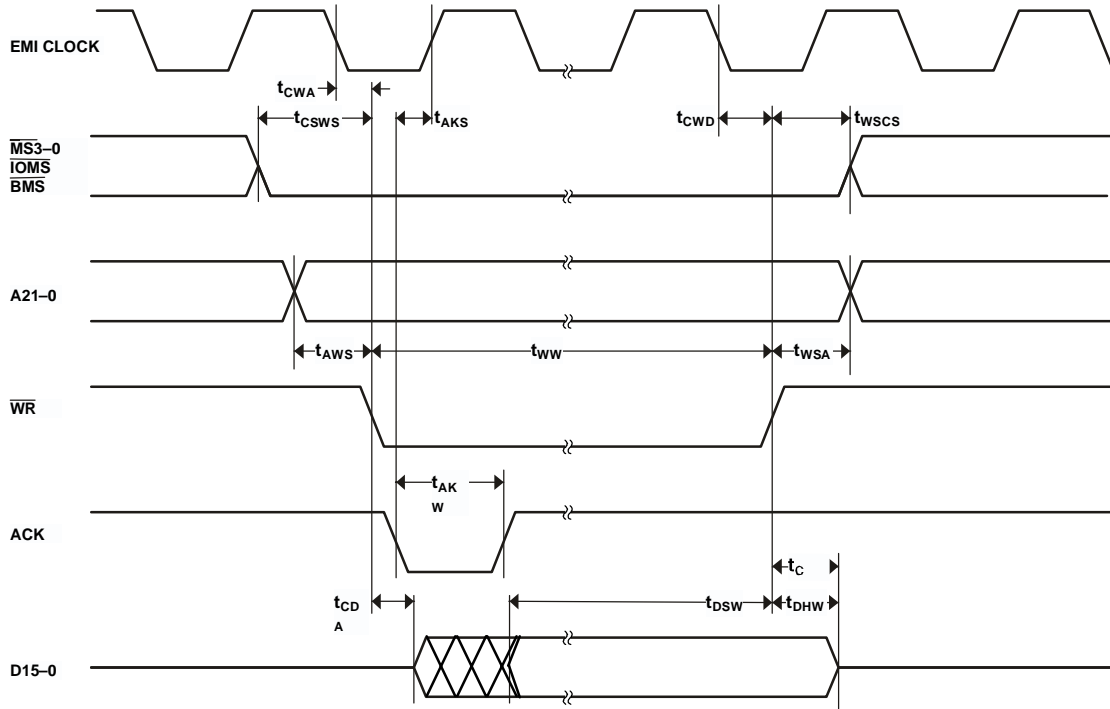 EMI CLOCK
tCWA
tCSWS
tAKS
tCWD
tWSCS
MS3–0
IOMS
BMS
A21–0
tAWS
tWW
tWSA
WR
tAK
W
ACK
tC
tCD
A
tDSW
tDHW
D15–0